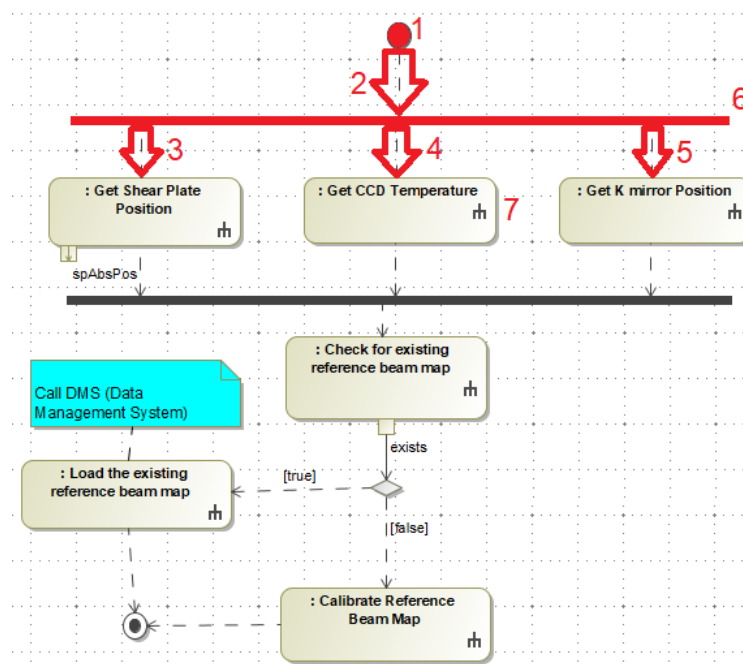 1
2
6
3
4
5
: Get Shear Plate
Position
: Get CCD Temperature
7
: Get K mirror Position
spAbsPos
: Check for existing
reference beam map
Call DMS (Data
Management System)
exists
: Load the existing
reference beam map
[true]
[false]
: Calibrate Reference
Beam Map